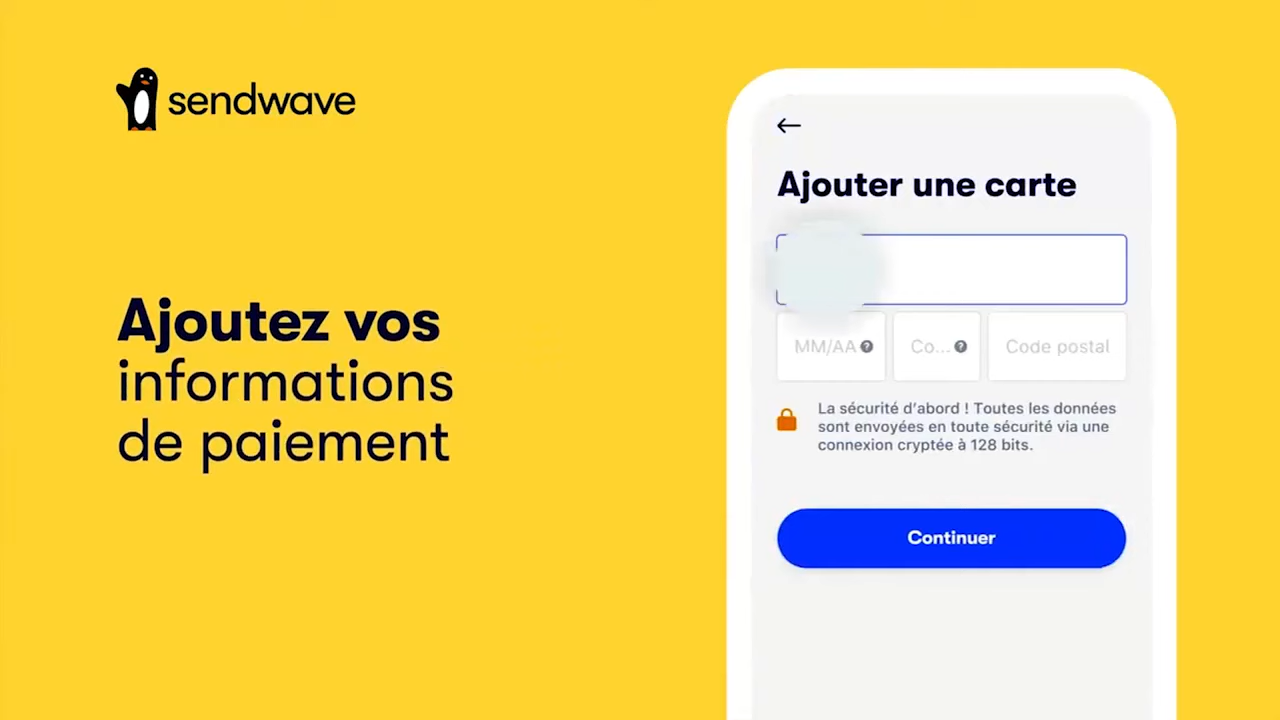 sendwave
Ajoutez vos
informations
de paiement
Ajouter une carte
MM/AA
Co...
Code postal
La sécurité d'abord ! Toutes les données
sont envoyées en toute sécurité via une
connexion cryptée à 128 bits.
Continuer